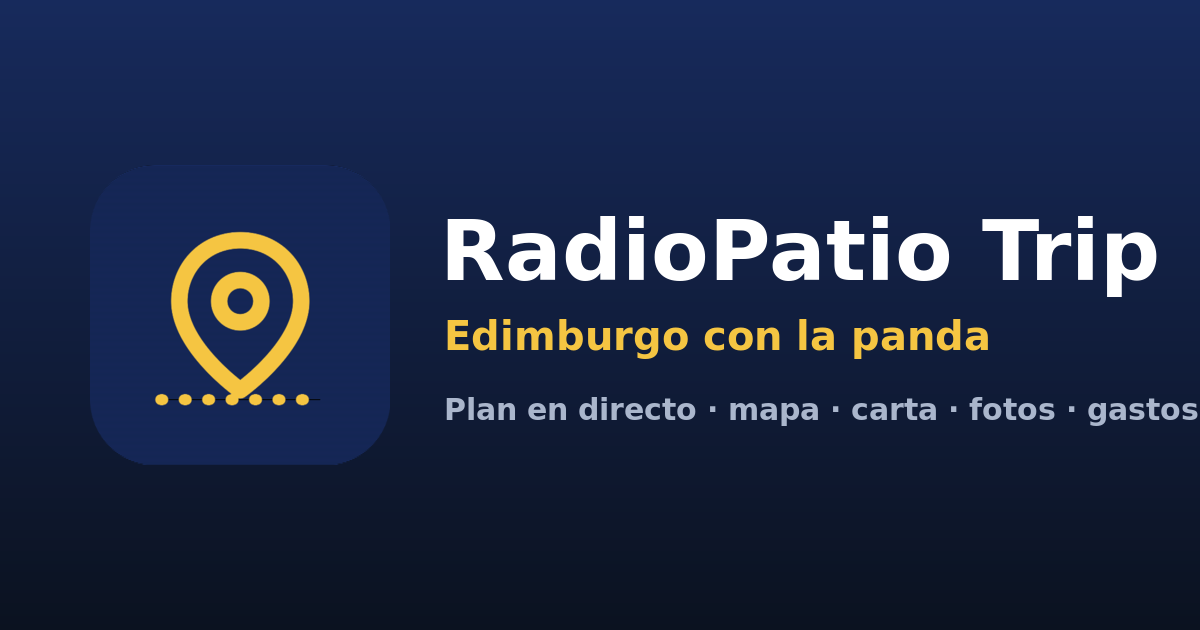 RadioPatio Trip
Edimburgo con la panda
Plan en directo · mapa · carta · fotos · gastos